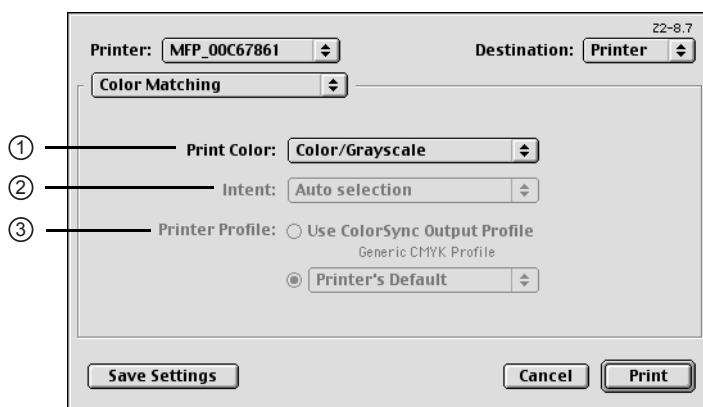 Z2-8.7
Printer: MFP_00C67861 Destination: Printer
Color Matching
① Print Color: Color/Grayscale
② Intent: Auto selection
③ Printer Profile: Use ColorSync Output Profile
Generic CMYK Profile
Printer's Default
Save Settings Cancel Print